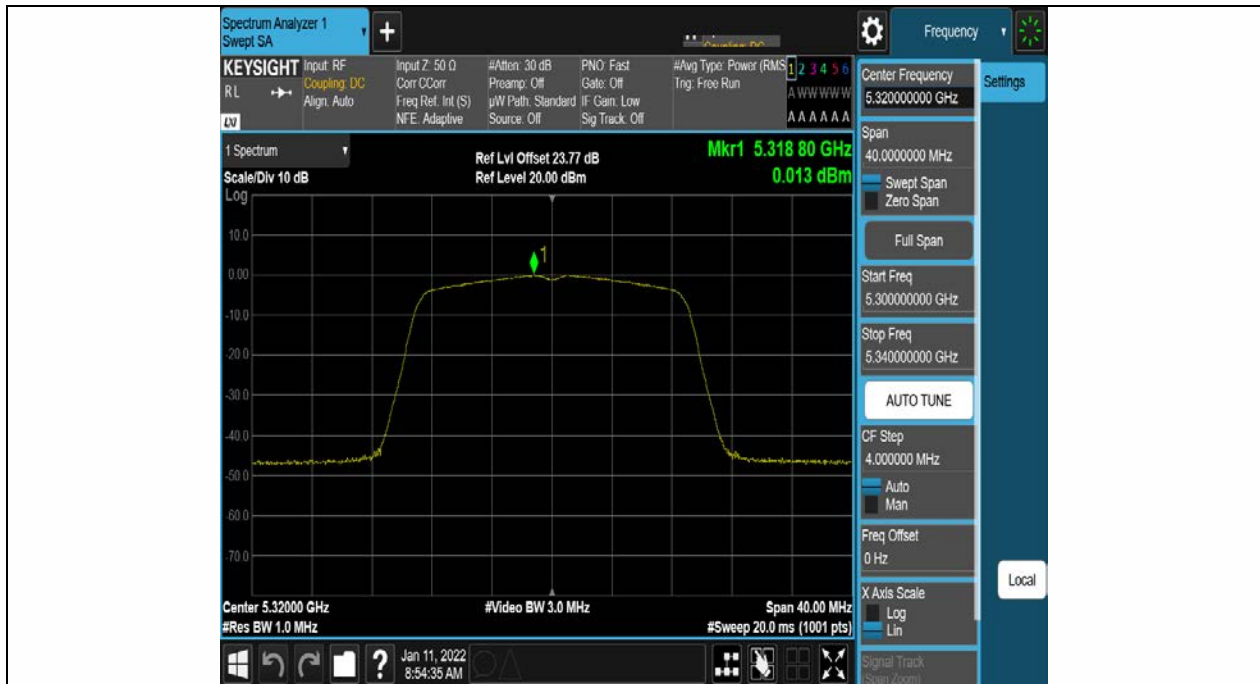 Spectrum Analyzer 1
Swept SA
+
Frequency
KEYSIGHT
RL
LXI
Input: RF
Coupling: DC
Align: Auto
Input Z: 50 Ω
Corr CCorr
Freq Ref: Int (S)
NFE: Adaptive
#Atten: 30 dB
Preamp: Off
µW Path: Standard
Source: Off
PNO: Fast
Gate: Off
IF Gain: Low
Sig Track: Off
#Avg Type: Power (RMS
Trig: Free Run
1 2 3 4 5 6
A W W W W W
A A A A A A
1 Spectrum
Scale/Div 10 dB
Ref Lvl Offset 23.77 dB
Ref Level 20.00 dBm
Mkr1 5.318 80 GHz
0.013 dBm
Log
10.0
0.00
-10.0
-20.0
-30.0
-40.0
-50.0
-60.0
-70.0
1
Center 5.32000 GHz
#Res BW 1.0 MHz
#Video BW 3.0 MHz
Span 40.00 MHz
#Sweep 20.0 ms (1001 pts)
Center Frequency
5.320000000 GHz
Span
40.0000000 MHz
Swept Span
Zero Span
Full Span
Start Freq
5.300000000 GHz
Stop Freq
5.340000000 GHz
AUTO TUNE
CF Step
4.000000 MHz
Auto
Man
Freq Offset
0 Hz
X Axis Scale
Log
Lin
Signal Track
(Span Zoom)
Settings
Local
?
Jan 11, 2022
8:54:35 AM